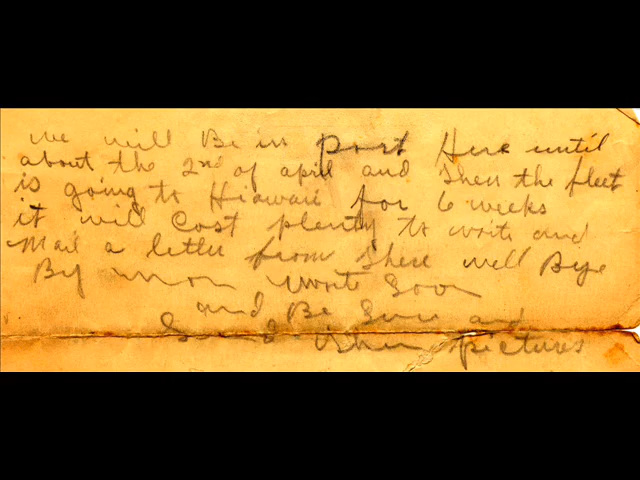 we will Be in port Here until
about the 2nd of april and then the fleet
is going to Hiawaii for 6 weeks
it will Cost plenty to write and
Mail a letter from there well Bye
By mon write Soon
and Be Sure and
pictures